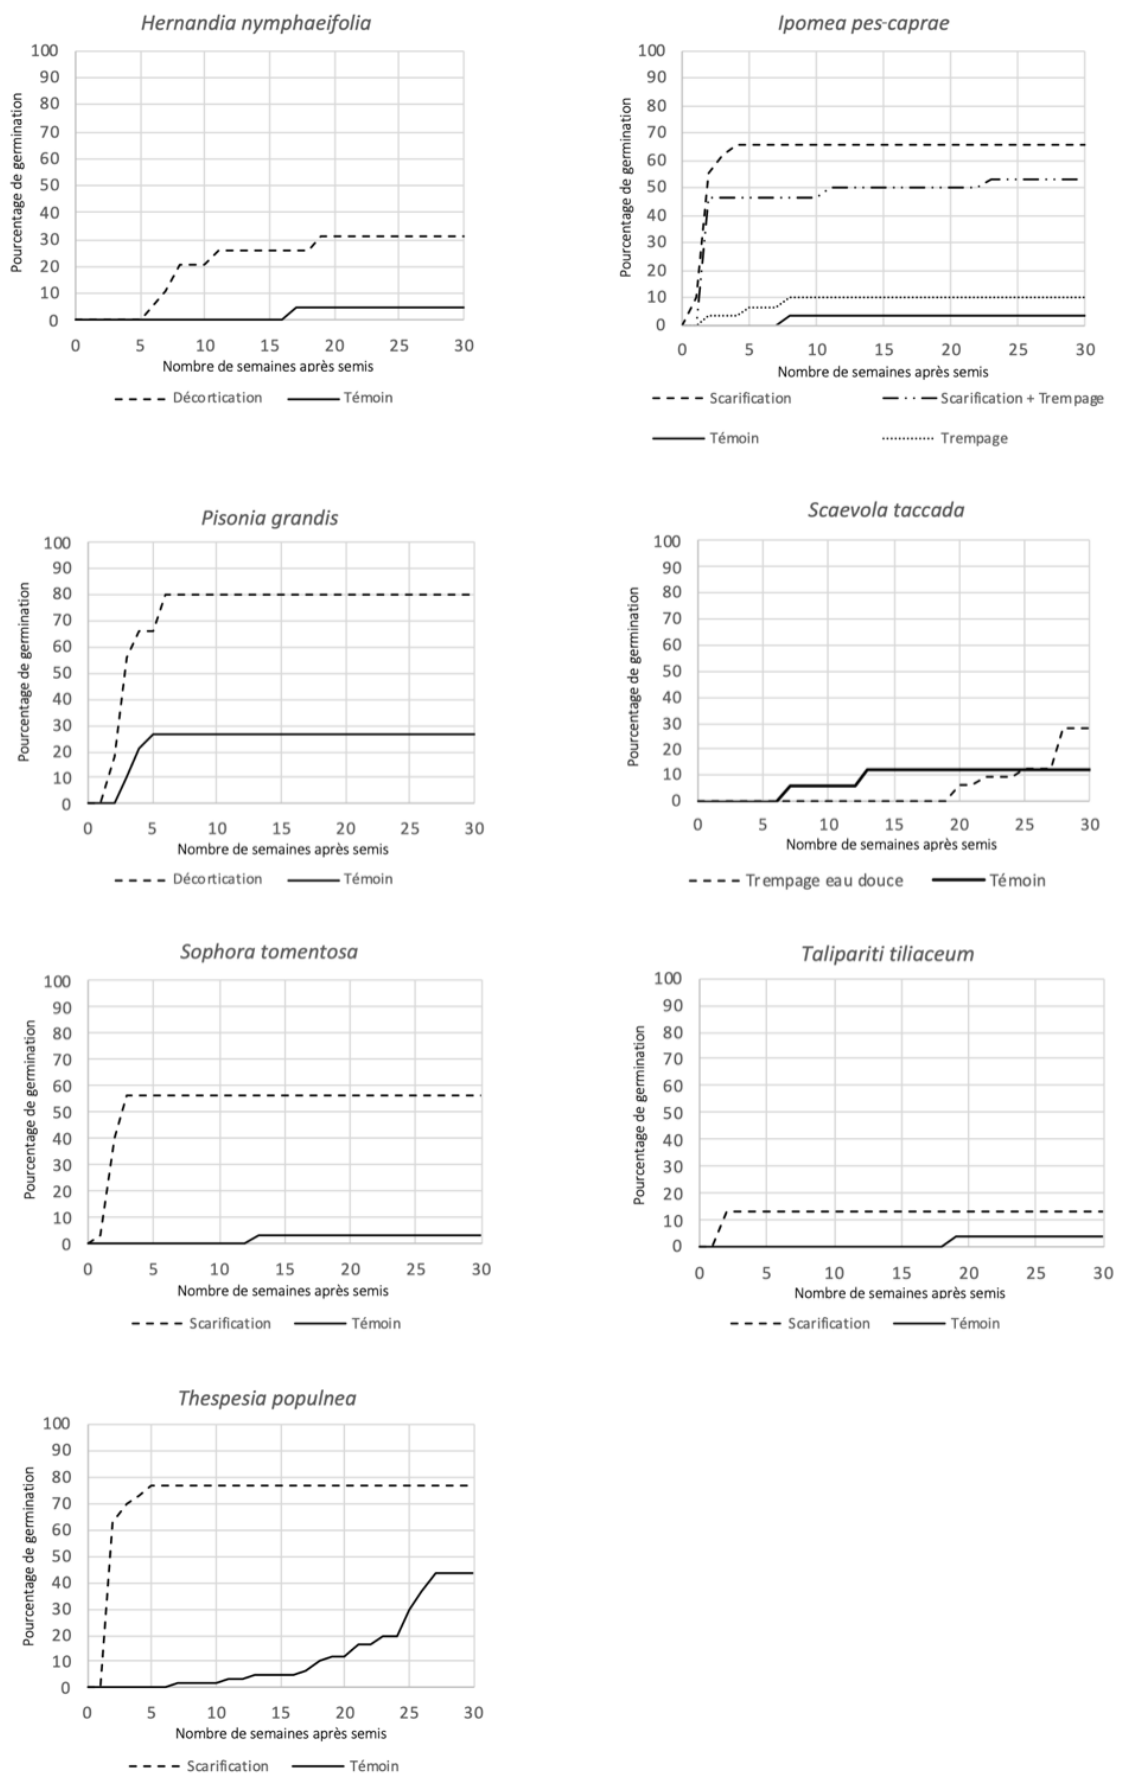 Hernandia nymphaeifolia
Pourcentage de germination
100
90
80
70
60
50
40
30
20
10
0
0 5 10 15 20 25 30
Nombre de semaines après semis
Décortication Témoin
Ipomea pes-caprae
Pourcentage de germination
100
90
80
70
60
50
40
30
20
10
0
0 5 10 15 20 25 30
Nombre de semaines après semis
Scarification Scarification + Trempage
Témoin Trempage
Pisonia grandis
Pourcentage de germination
100
90
80
70
60
50
40
30
20
10
0
0 5 10 15 20 25 30
Nombre de semaines après semis
Décortication Témoin
Scaevola taccada
Pourcentage de germination
100
90
80
70
60
50
40
30
20
10
0
0 5 10 15 20 25 30
Nombre de semaines après semis
Trempage eau douce Témoin
Sophora tomentosa
Pourcentage de germination
100
90
80
70
60
50
40
30
20
10
0
0 5 10 15 20 25 30
Nombre de semaines après semis
Scarification Témoin
Talipariti tiliaceum
Pourcentage de germination
100
90
80
70
60
50
40
30
20
10
0
0 5 10 15 20 25 30
Nombre de semaines après semis
Scarification Témoin
Thespesia populnea
Pourcentage de germination
100
90
80
70
60
50
40
30
20
10
0
0 5 10 15 20 25 30
Nombre de semaines après semis
Scarification Témoin